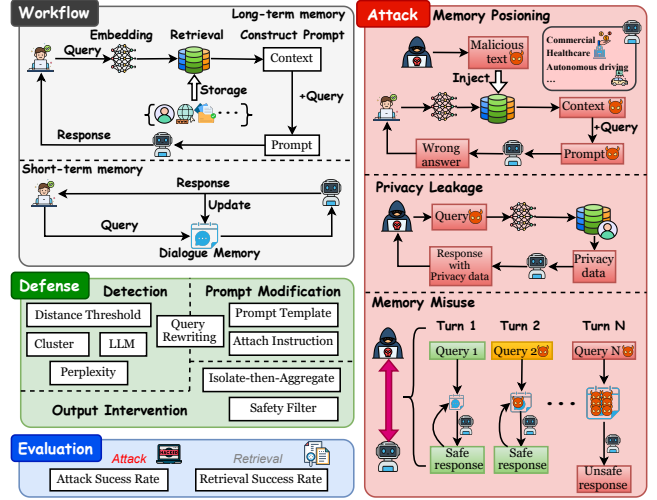 Workflow
Long-term memory
Embedding
Retrieval
Construct Prompt
Query
Context
Storage
+Query
...
Response
Prompt
Short-term memory
Response
Update
Query
Dialogue Memory
Defense
Detection
Prompt Modification
Distance Threshold
Cluster
LLM
Query
Rewriting
Perplexity
Prompt Template
Attach Instruction
Isolate-then-Aggregate
Output Intervention
Safety Filter
Evaluation
Attack
HACKED
Retrieval
Attack Sucess Rate
Retrieval Success Rate
Attack
Memory Posioning
Malicious
text
Commercial
Healthcare
Autonomous driving
...
Inject
Context
+Query
Wrong
answer
Prompt
Privacy Leakage
Query
Response
with
Privacy data
Privacy
data
Memory Misuse
Turn 1
Turn 2
Turn N
Query 1
Query 2
Query N
...
Safe
response
Safe
response
Unsafe
response